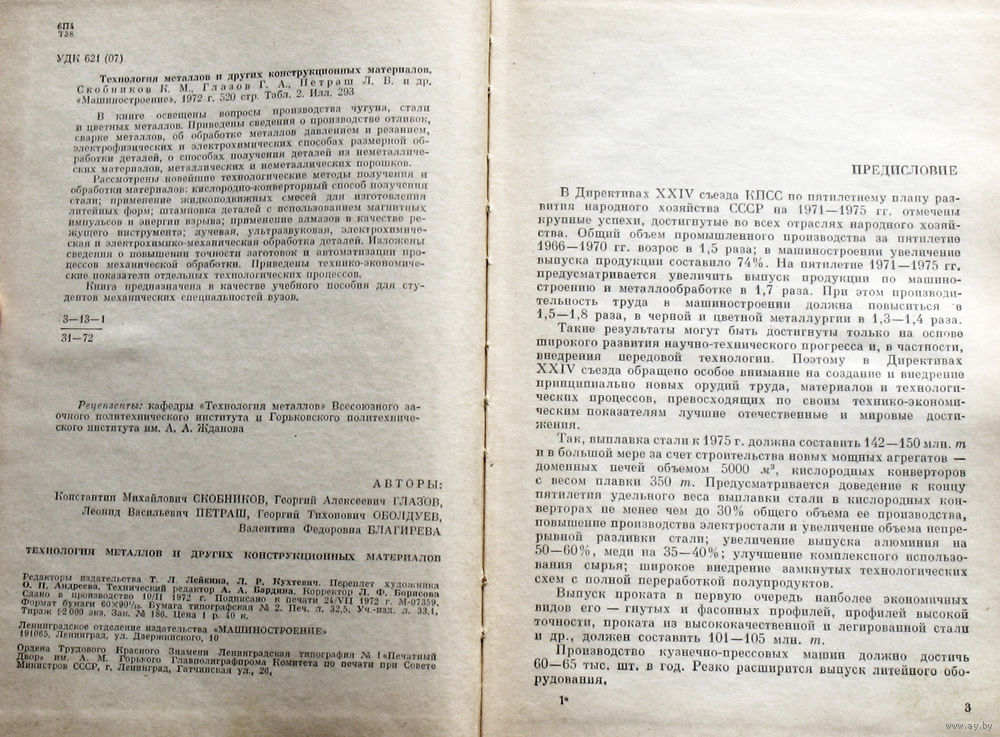 6П4
Т38
УДК 621 (07)
Технология металлов и других конструкционных материалов.
Скобников К. М., Глазов Г. А., Петраш Л. В. и др.
«Машиностроение», 1972 г. 520 стр. Табл. 2. Илл. 293
В книге освещены вопросы производства чугуна, стали
и цветных металлов. Приведены сведения о производстве отливок,
сварке металлов, об обработке металлов давлением и резанием,
электрофизических и электрохимических способах размерной об-
работки деталей, о способах получения деталей из неметалличе-
ских материалов, металлических и неметаллических порошков.
Рассмотрены новейшие технологические методы получения и
обработки материалов: кислородно-конверторный способ получения
стали; применение жидкоподвижных смесей для изготовления
литейных форм; штамповка деталей с использованием магнитных
импульсов и энергии взрыва; применение алмазов в качестве ре-
жущего инструмента; лучевая, ультразвуковая, электрохимиче-
ская и электрохимико-механическая обработка деталей. Изложены
сведения о повышении точности заготовок и автоматизации про-
цессов механической обработки. Приведены технико-экономиче-
ские показатели отдельных технологических процессов.
Книга предназначена в качестве учебного пособия для сту-
дентов механических специальностей вузов.
3—13—1
31—72
Рецензенты: кафедры «Технология металлов» Всесоюзного за-
очного политехнического института и Горьковского политехниче-
ского института им. А. А. Жданова
АВТОРЫ:
Константин Михайлович СКОБНИКОВ, Георгий Алексеевич ГЛАЗОВ,
Леонид Васильевич ПЕТРАШ, Георгий Тихонович ОБОЛДУЕВ,
Валентина Федоровна БЛАГИРЕВА
ТЕХНОЛОГИЯ МЕТАЛЛОВ И ДРУГИХ КОНСТРУКЦИОННЫХ МАТЕРИАЛОВ
Редакторы издательства Т. Л. Лейкина, Л. Р. Кухтевич. Переплет художника
О. П. Андреева. Технический редактор А. А. Бардина. Корректор Л. Ф. Борисова
Сдано в производство 10/II 1972 г. Подписано к печати 24/VI 1972 г. М-07359.
Формат бумаги 60×90¹/₁₆. Бумага типографская № 2. Печ. л. 32,5. Уч.-изд. л. 33,1.
Тираж 92 000 экз. Зак. № 186. Цена 1 р. 40 к.
Ленинградское отделение издательства «МАШИНОСТРОЕНИЕ»
191065, Ленинград, ул. Дзержинского, 10
Ордена Трудового Красного Знамени Ленинградская типография № 1 «Печатный
Двор» им. А. М. Горького Главполиграфпрома Комитета по печати при Совете
Министров СССР, г. Ленинград, Гатчинская ул., 26.
ПРЕДИСЛОВИЕ
В Директивах XXIV съезда КПСС по пятилетнему плану раз-
вития народного хозяйства СССР на 1971—1975 гг. отмечены
крупные успехи, достигнутые во всех отраслях народного хозяй-
ства. Общий объем промышленного производства за пятилетие
1966—1970 гг. возрос в 1,5 раза; в машиностроении увеличение
выпуска продукции составило 74%. На пятилетие 1971—1975 гг.
предусматривается увеличить выпуск продукции по машино-
строению и металлообработке в 1,7 раза. При этом производи-
тельность труда в машиностроении должна повыситься в
1,5—1,8 раза, в черной и цветной металлургии в 1,3—1,4 раза.
Такие результаты могут быть достигнуты только на основе
широкого развития научно-технического прогресса и, в частности,
внедрения передовой технологии. Поэтому в Директивах
XXIV съезда обращено особое внимание на создание и внедрение
принципиально новых орудий труда, материалов и технологи-
ческих процессов, превосходящих по своим технико-экономи-
ческим показателям лучшие отечественные и мировые дости-
жения.
Так, выплавка стали к 1975 г. должна составить 142—150 млн. т
и в большой мере за счет строительства новых мощных агрегатов —
доменных печей объемом 5000 м³, кислородных конверторов
с весом плавки 350 т. Предусматривается доведение к концу
пятилетия удельного веса выплавки стали в кислородных кон-
верторах не менее чем до 30% общего объема ее производства,
повышение производства электростали и увеличение объема непре-
рывной разливки стали; увеличение выпуска алюминия на
50—60%, меди на 35—40%; улучшение комплексного использо-
вания сырья; широкое внедрение замкнутых технологических
схем с полной переработкой полупродуктов.
Выпуск проката в первую очередь наиболее экономичных
видов его — гнутых и фасонных профилей, профилей высокой
точности, проката из высококачественной и легированной стали
и др., должен составить 101—105 млн. т.
Производство кузнечно-прессовых машин должно достичь
60—65 тыс. шт. в год. Резко расширится выпуск литейного обо-
рудования.
1*
3
www.ay.by